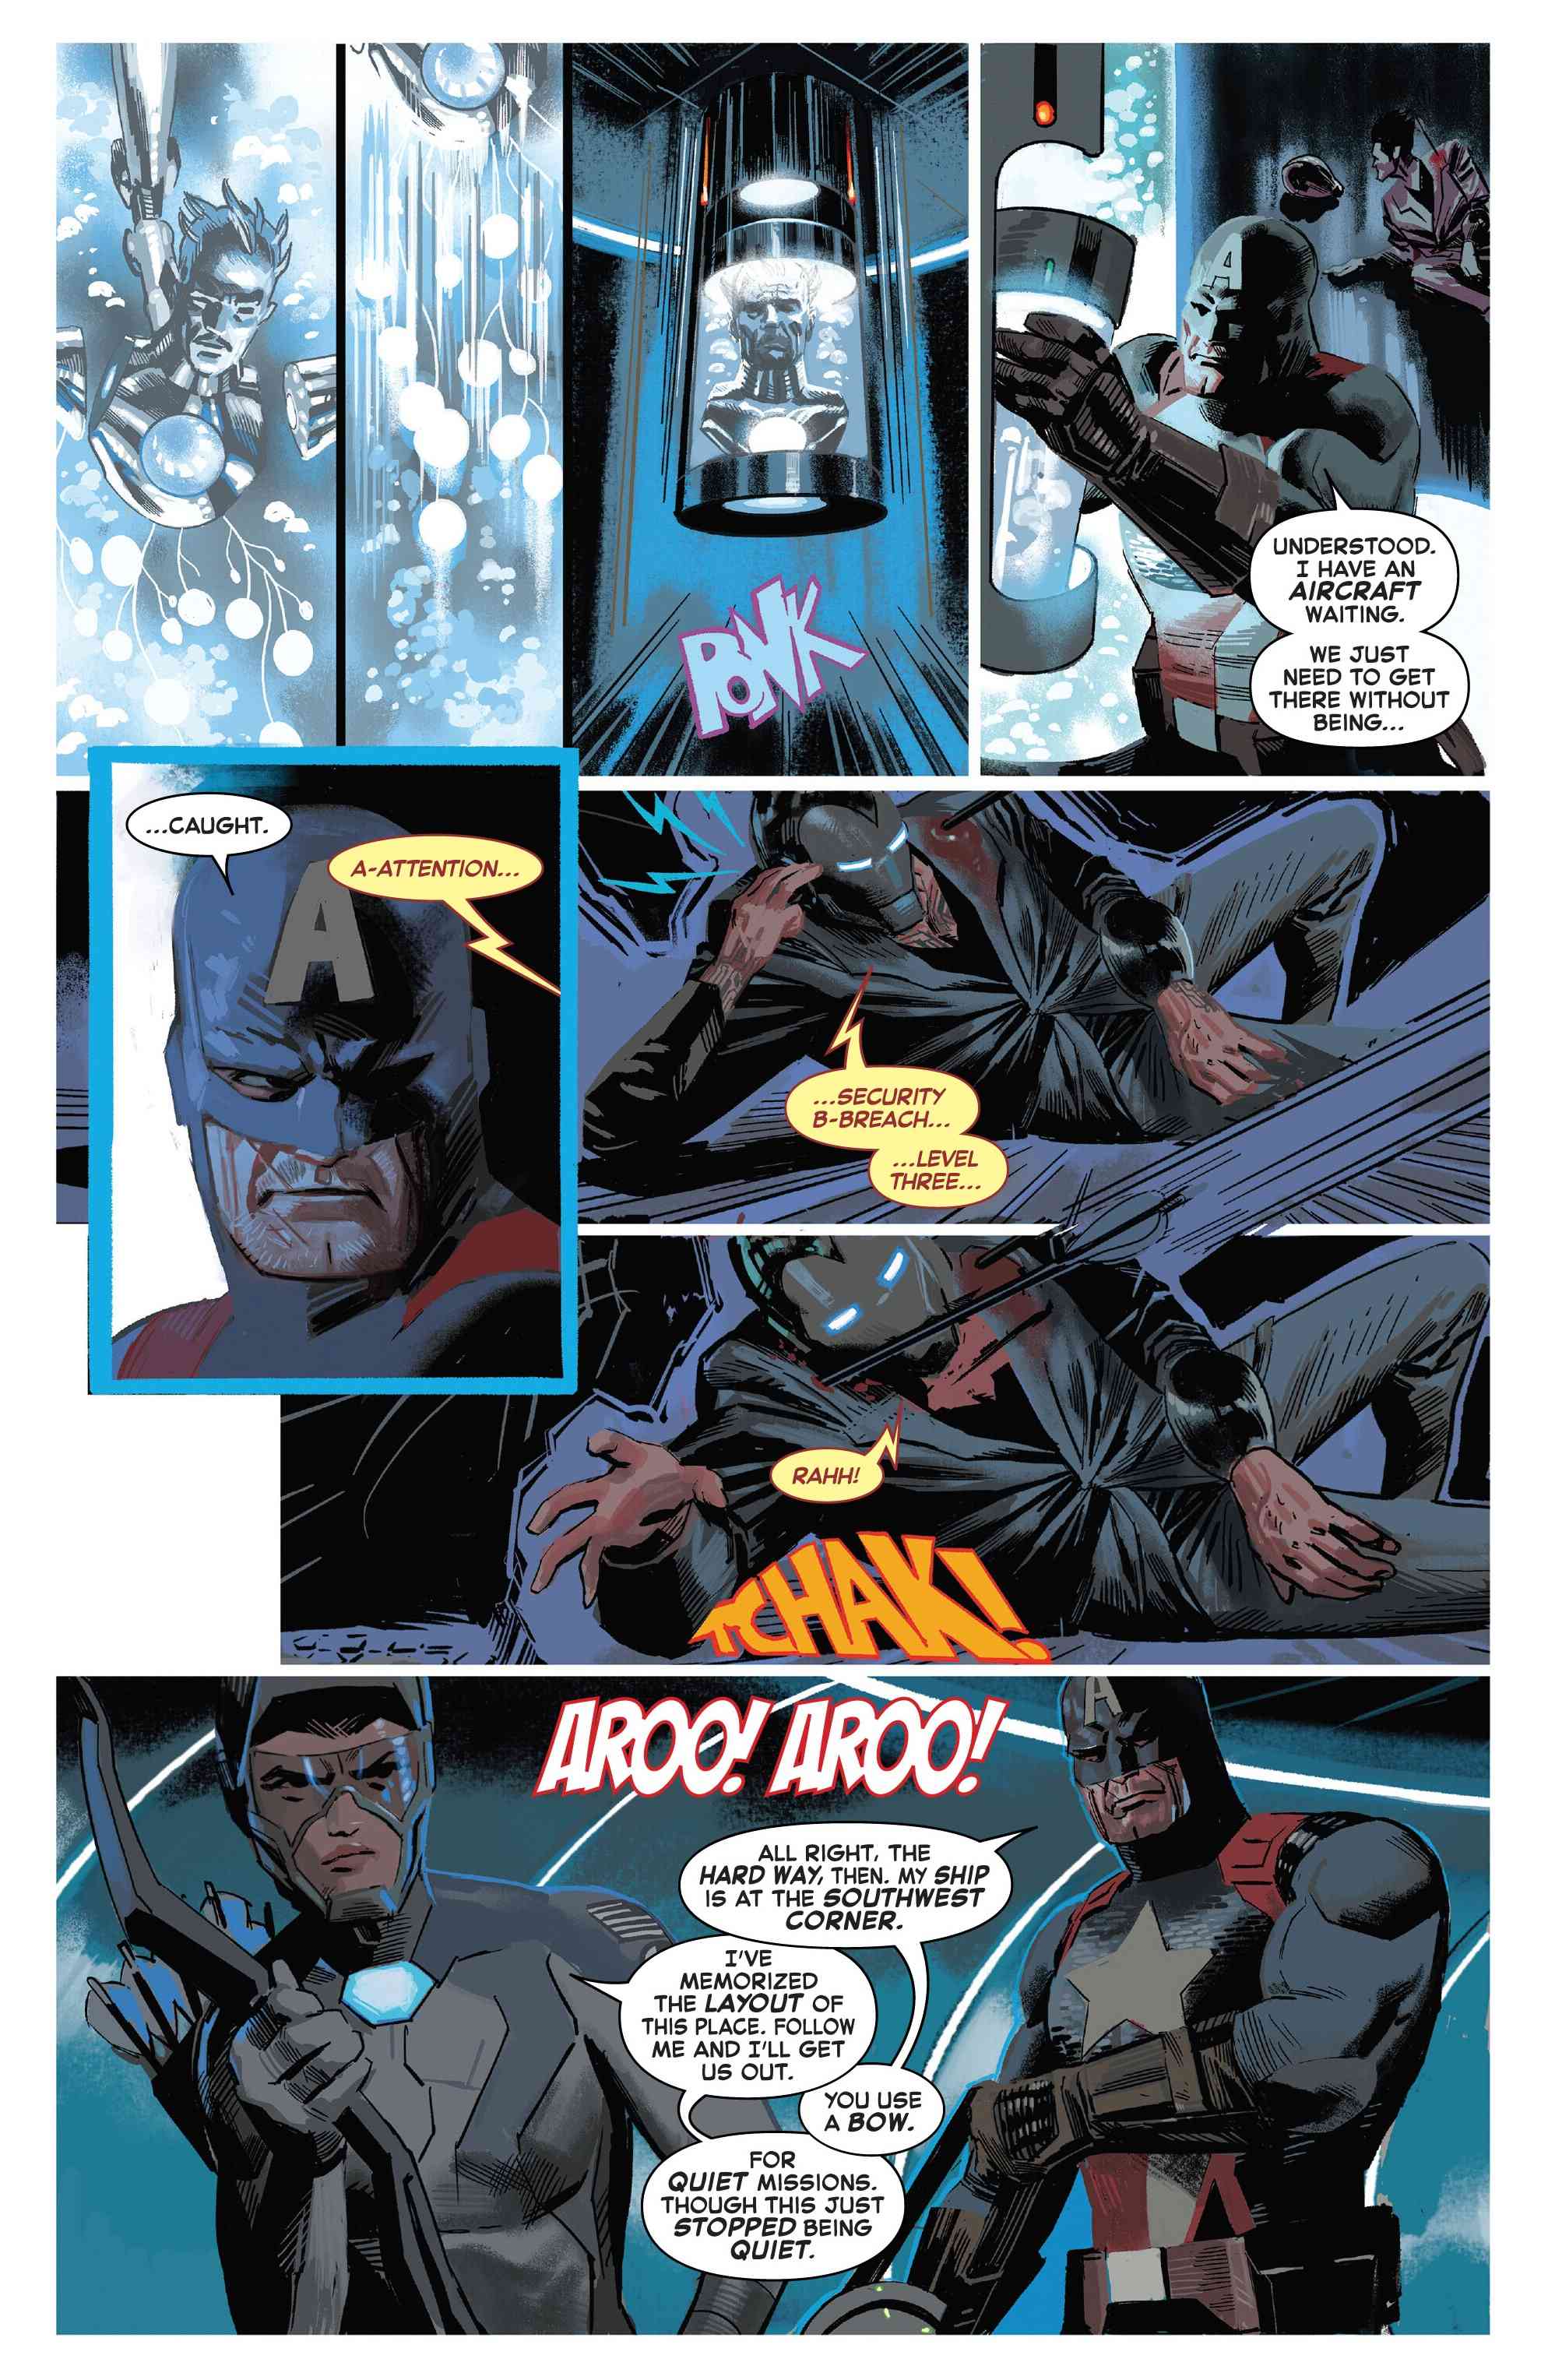 PONK
UNDERSTOOD.
I HAVE AN
AIRCRAFT
WAITING.
WE JUST
NEED TO GET
THERE WITHOUT
BEING...
...CAUGHT.
A-ATTENTION...
A
...SECURITY
B-BREACH...
...LEVEL
THREE...
RAHH!
TCHAK!
AROO! AROO!
A
ALL RIGHT, THE
HARD WAY, THEN. MY SHIP
IS AT THE SOUTHWEST
CORNER.
I'VE
MEMORIZED
THE LAYOUT OF
THIS PLACE. FOLLOW
ME AND I'LL GET
US OUT.
YOU USE
A BOW.
FOR
QUIET MISSIONS.
THOUGH THIS JUST
STOPPED BEING
QUIET.